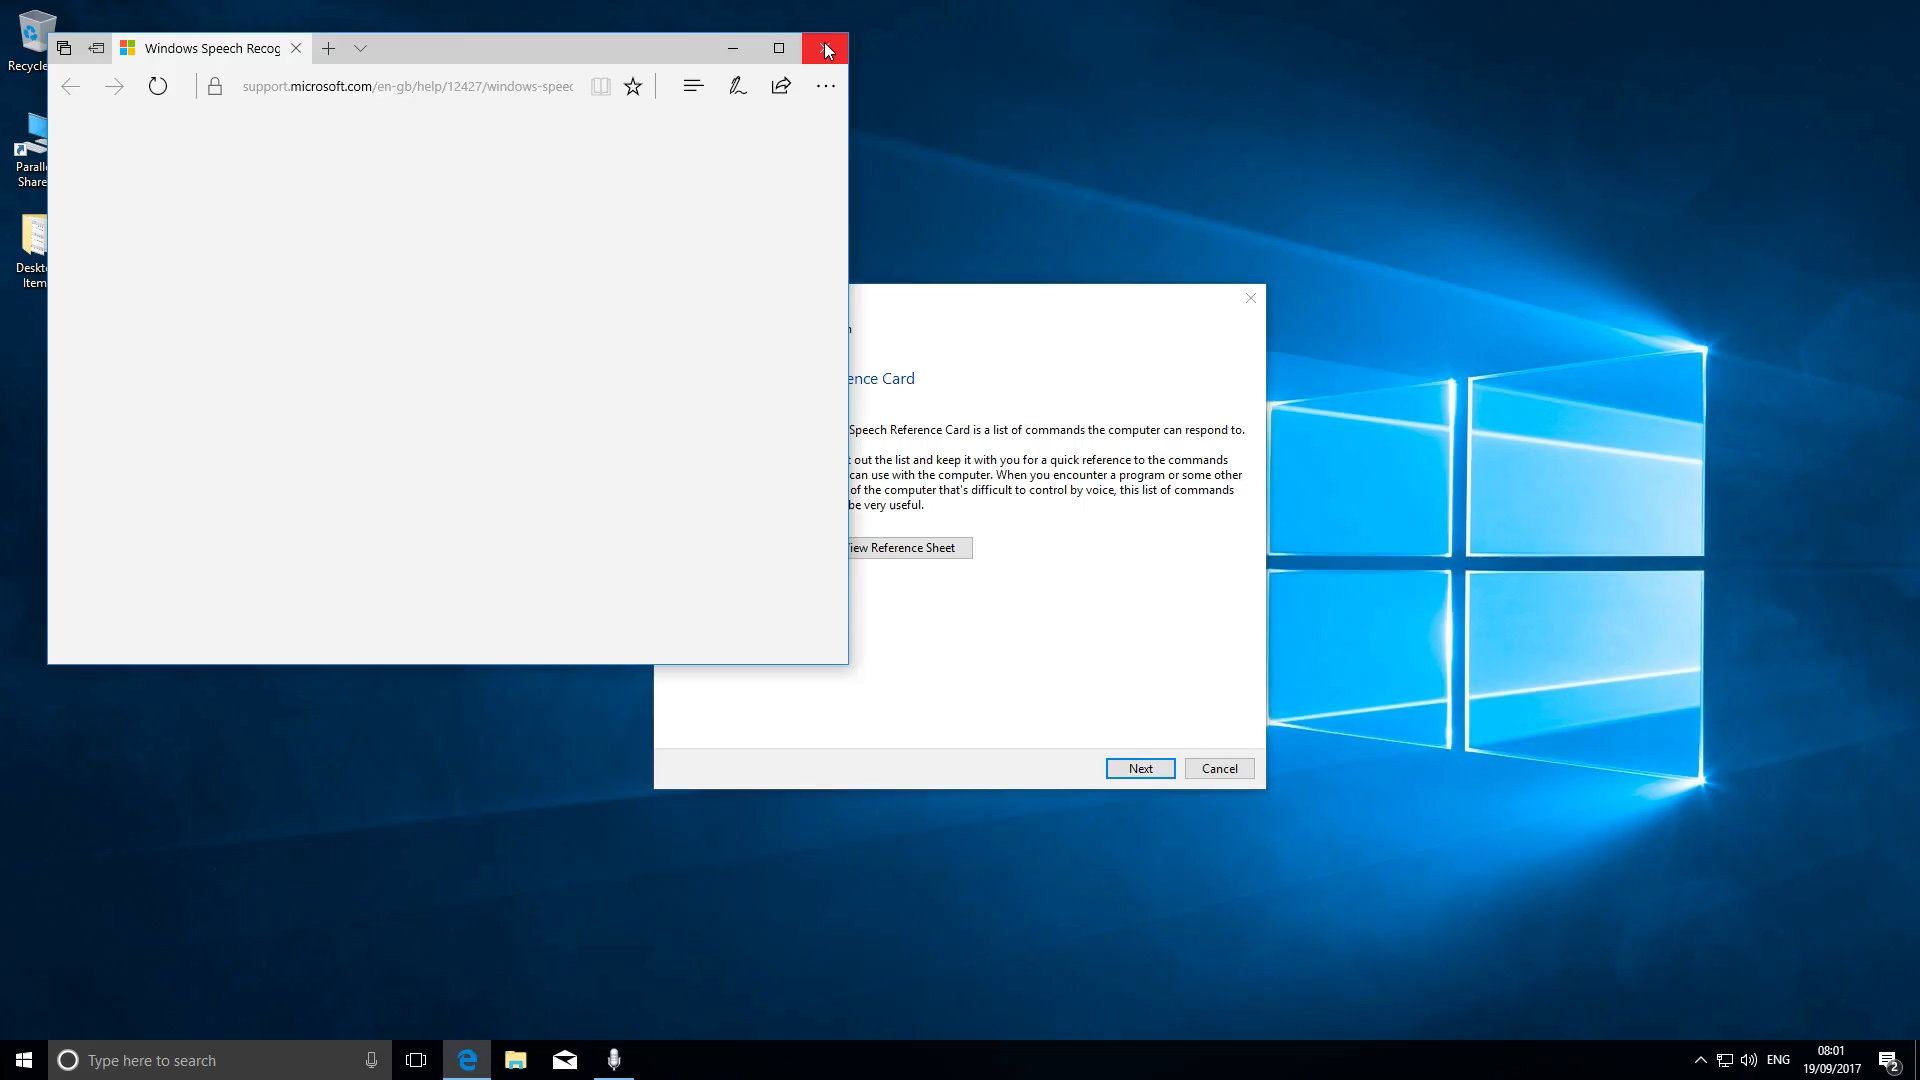 Recycle
Paralle
Share
Deskto
Item
Windows Speech Recog
support.microsoft.com/en-gb/help/12427/windows-speec
ence Card
Speech Reference Card is a list of commands the computer can respond to.
t out the list and keep it with you for a quick reference to the commands
can use with the computer. When you encounter a program or some other
of the computer that's difficult to control by voice, this list of commands
be very useful.
iew Reference Sheet
Next
Cancel
Type here to search
ENG
08:01
19/09/2017
2